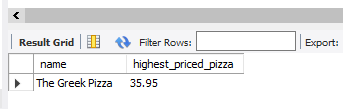 Result Grid Filter Rows: Export:
name highest_priced_pizza
The Greek Pizza 35.95